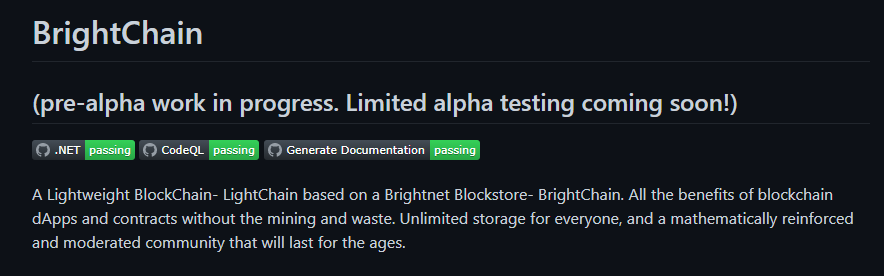 BrightChain
(pre-alpha work in progress. Limited alpha testing coming soon!)
.NET passing CodeQL passing Generate Documentation passing
A Lightweight BlockChain- LightChain based on a Brightnet Blockstore- BrightChain. All the benefits of blockchain
dApps and contracts without the mining and waste. Unlimited storage for everyone, and a mathematically reinforced
and moderated community that will last for the ages.